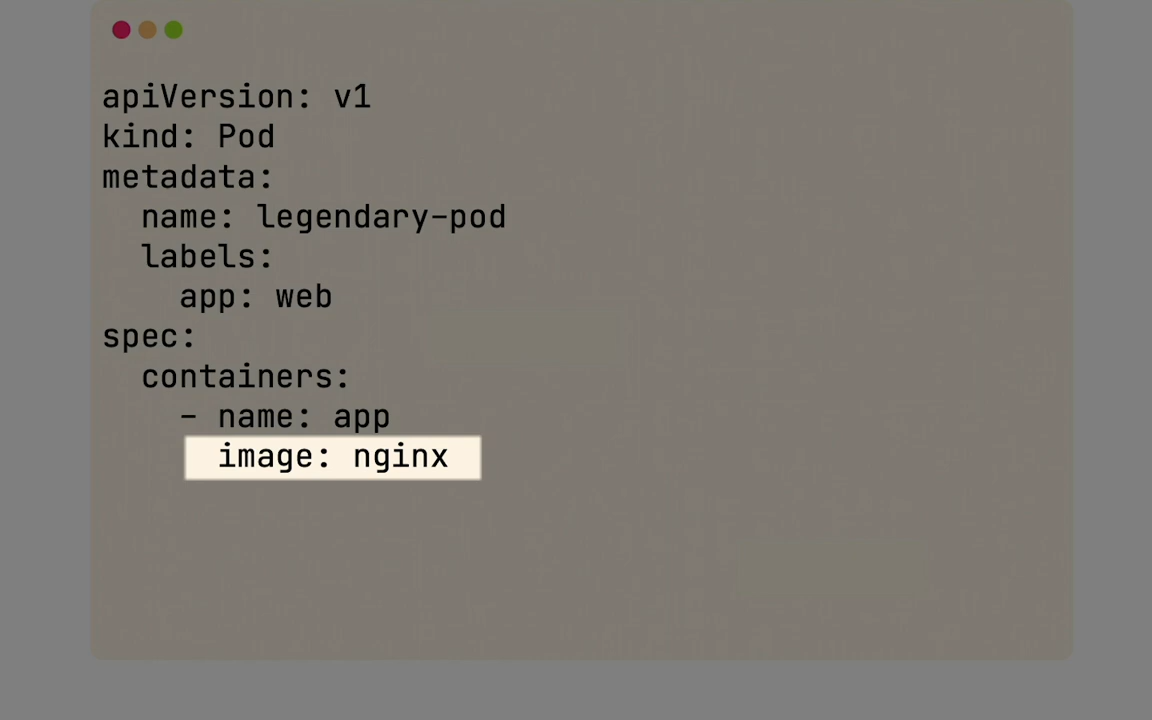 apiVersion: v1
kind: Pod
metadata:
  name: legendary-pod
  labels:
    app: web
spec:
  containers:
    - name: app
      image: nginx